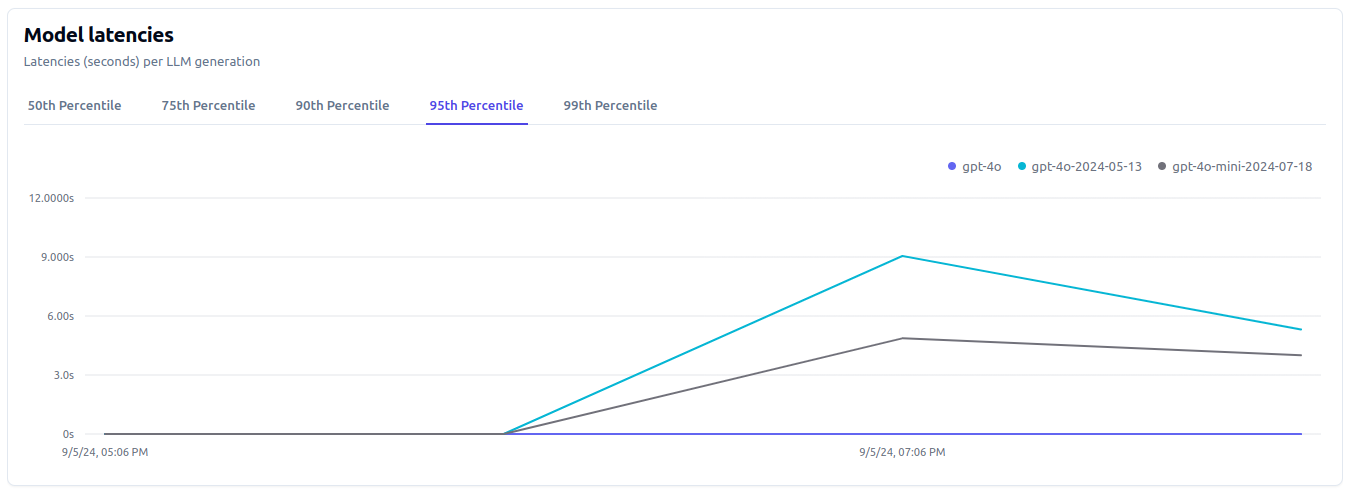 Model latencies
Latencies (seconds) per LLM generation
50th Percentile 75th Percentile 90th Percentile 95th Percentile 99th Percentile
gpt-4o gpt-4o-2024-05-13 gpt-4o-mini-2024-07-18
12.0000s
9.000s
6.00s
3.0s
0s
9/5/24, 05:06 PM 9/5/24, 07:06 PM